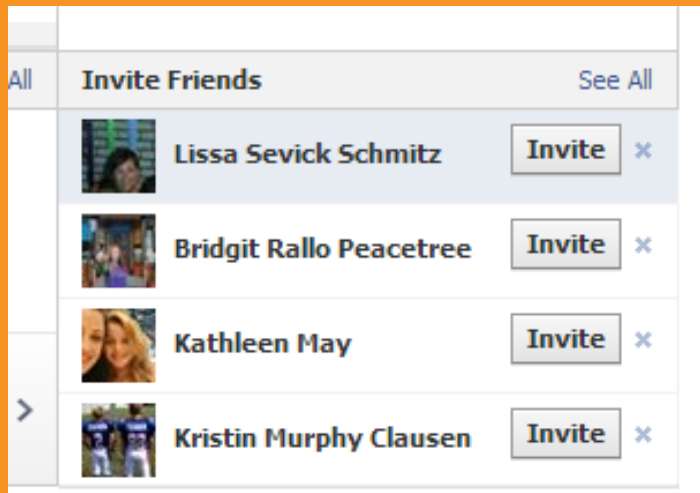 All
Invite Friends See All
Lissa Sevick Schmitz Invite ×
Bridgit Rallo Peacetree Invite ×
Kathleen May Invite ×
Kristin Murphy Clausen Invite ×